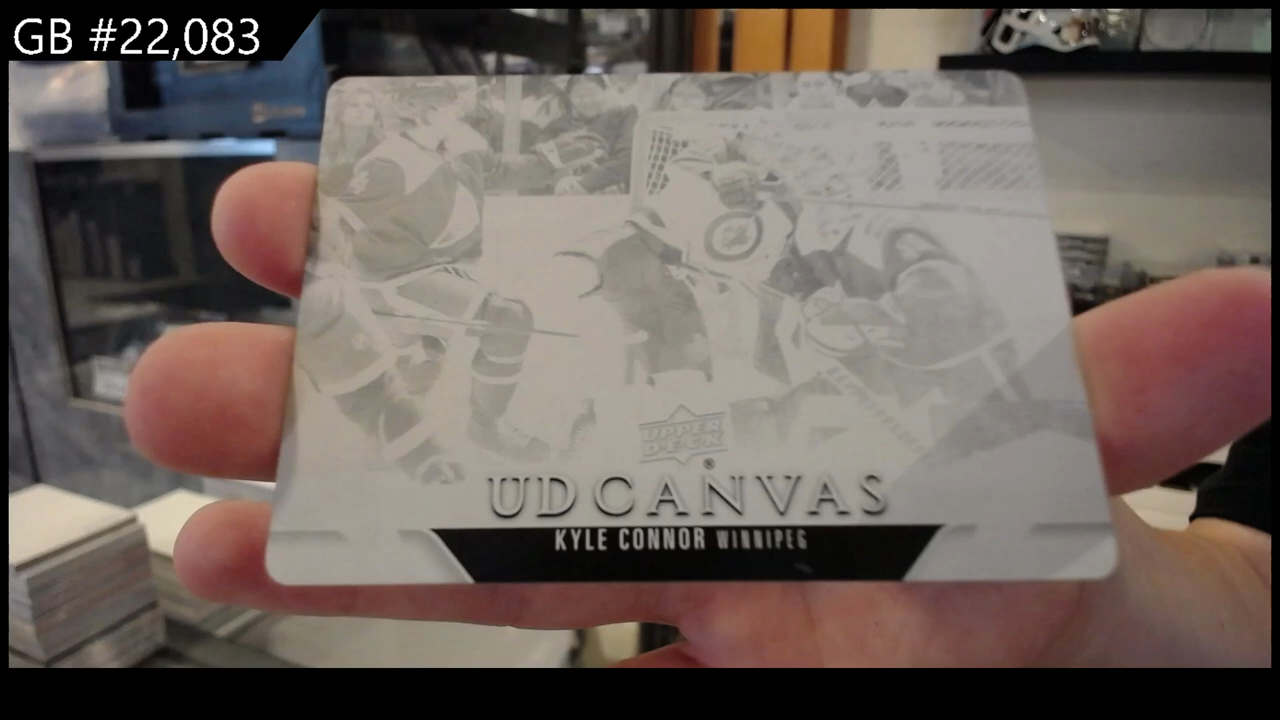 GB #22,083
UPPER
DECK
®
UD CANVAS
KYLE CONNOR WINNIPEG